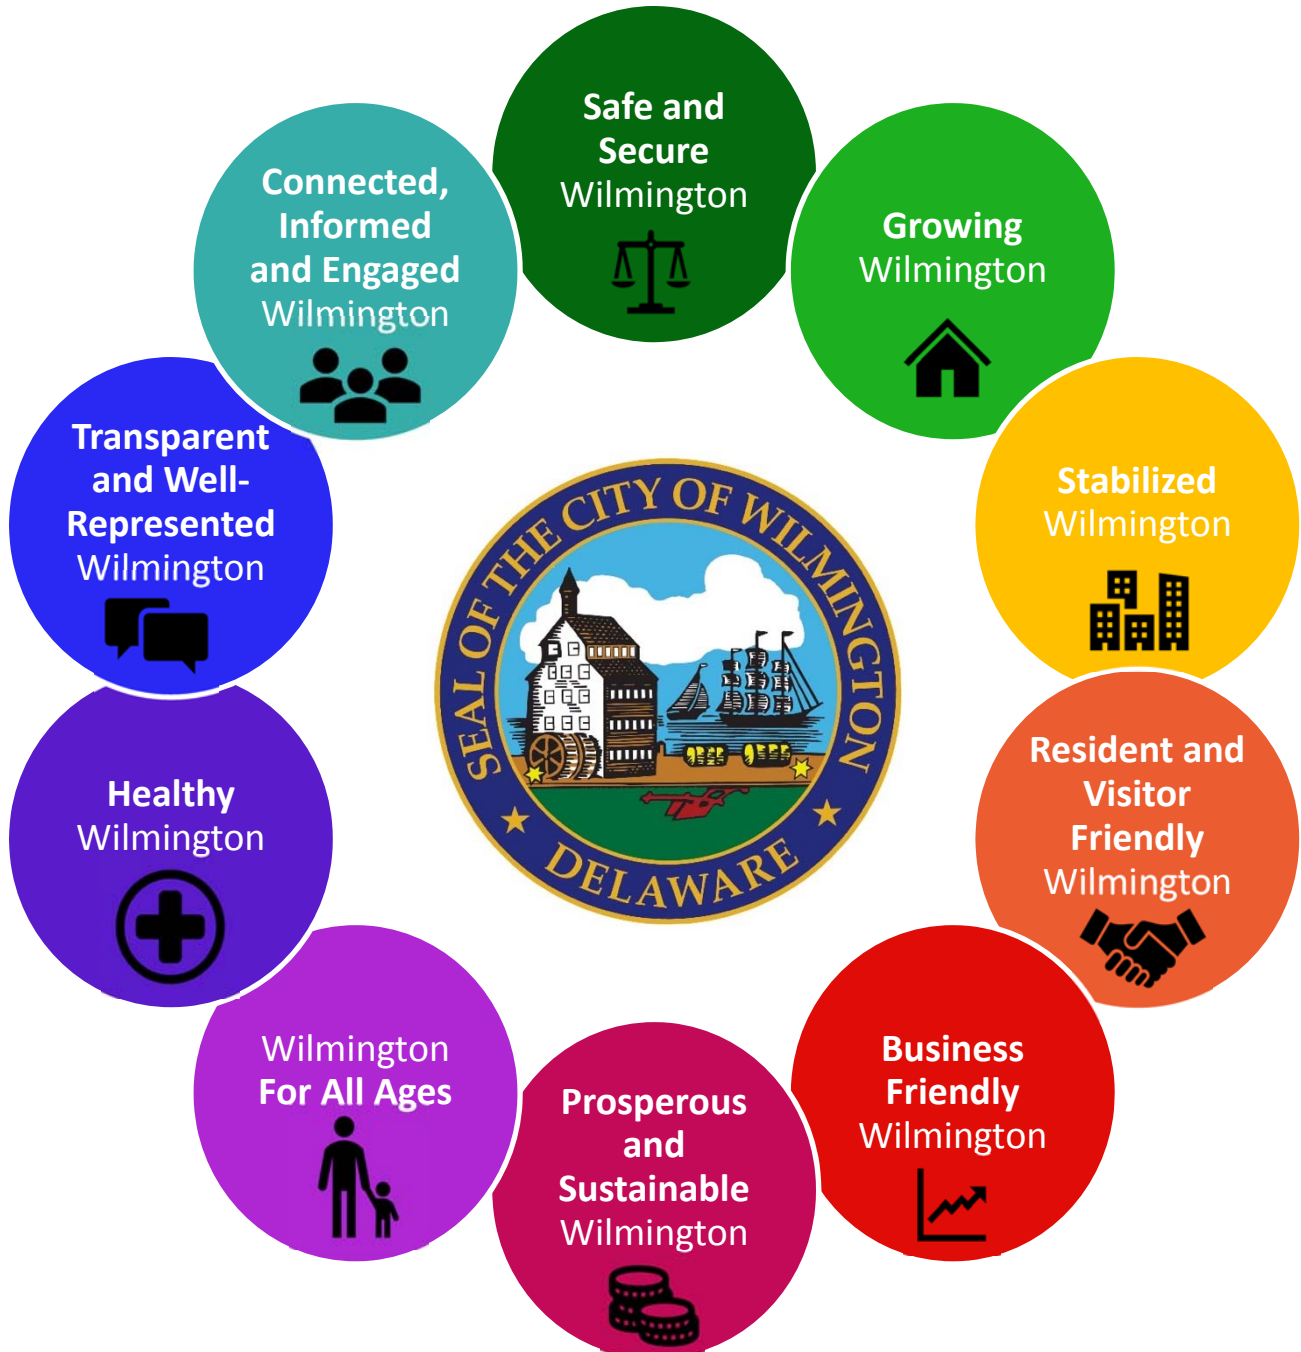 Safe and
Secure
Wilmington
Growing
Wilmington
Stabilized
Wilmington
Resident and
Visitor
Friendly
Wilmington
Business
Friendly
Wilmington
Prosperous
and
Sustainable
Wilmington
Wilmington
For All Ages
Healthy
Wilmington
Transparent
and Well-
Represented
Wilmington
Connected,
Informed
and Engaged
Wilmington
SEAL OF THE CITY OF WILMINGTON
DELAWARE